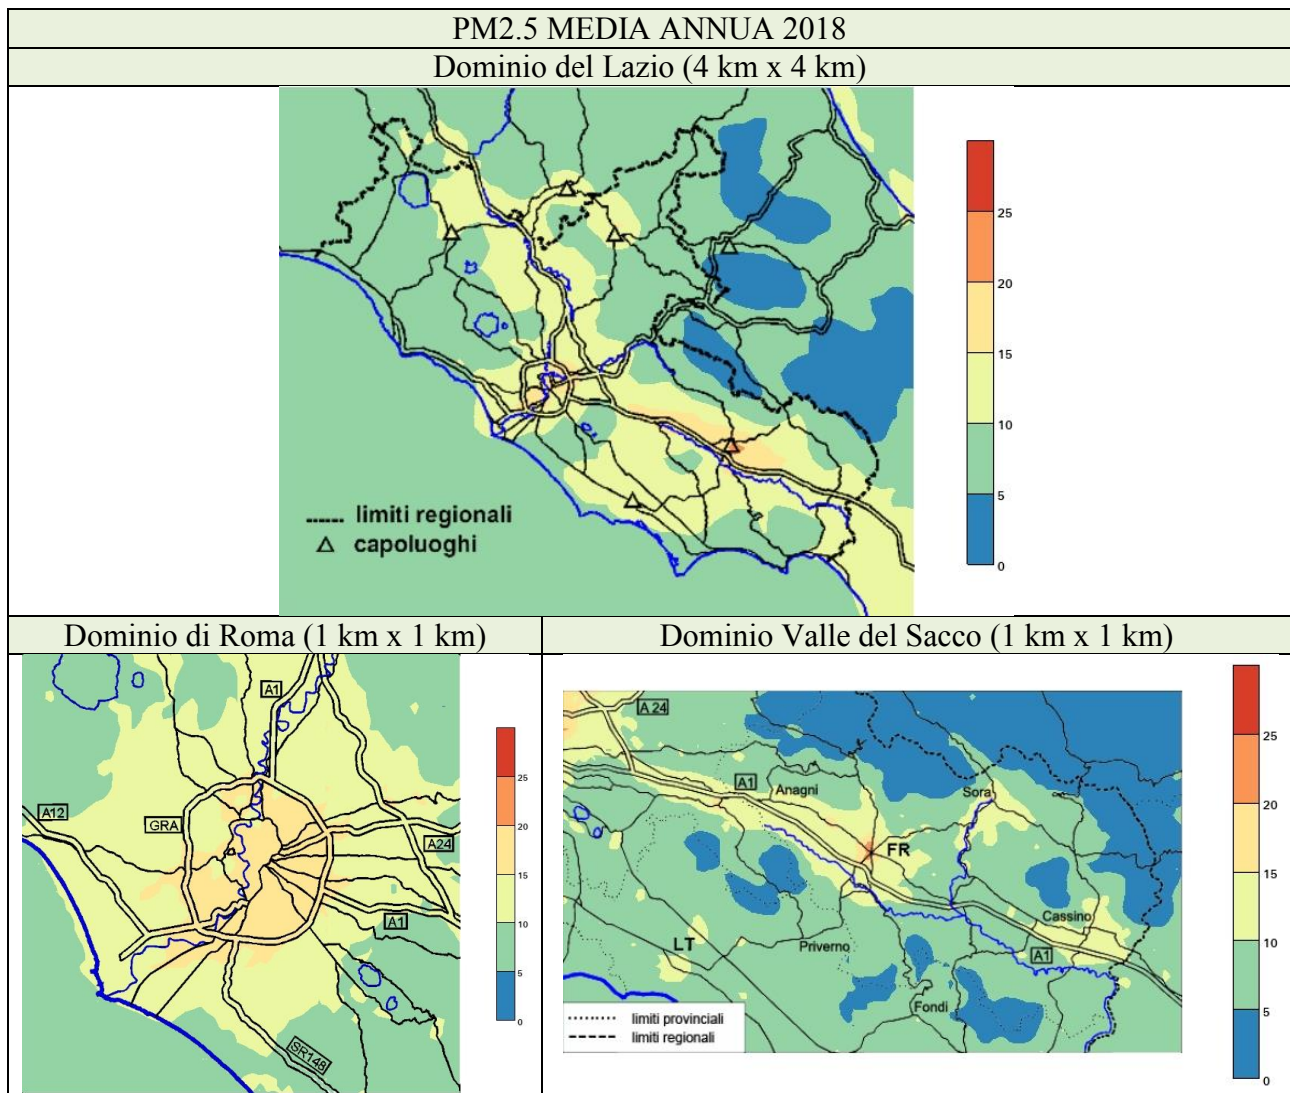 PM2.5 MEDIA ANNUA 2018
Dominio del Lazio (4 km x 4 km)
25
20
15
10
5
0
limiti regionali
capoluoghi
Dominio di Roma (1 km x 1 km)
Dominio Valle del Sacco (1 km x 1 km)
A1
A12
GRA
A24
A1
SR148
25
20
15
10
5
0
A 24
A1
Anagni
Sora
FR
Cassino
LT
Priverno
A1
Fondi
limiti provinciali
limiti regionali
25
20
15
10
5
0